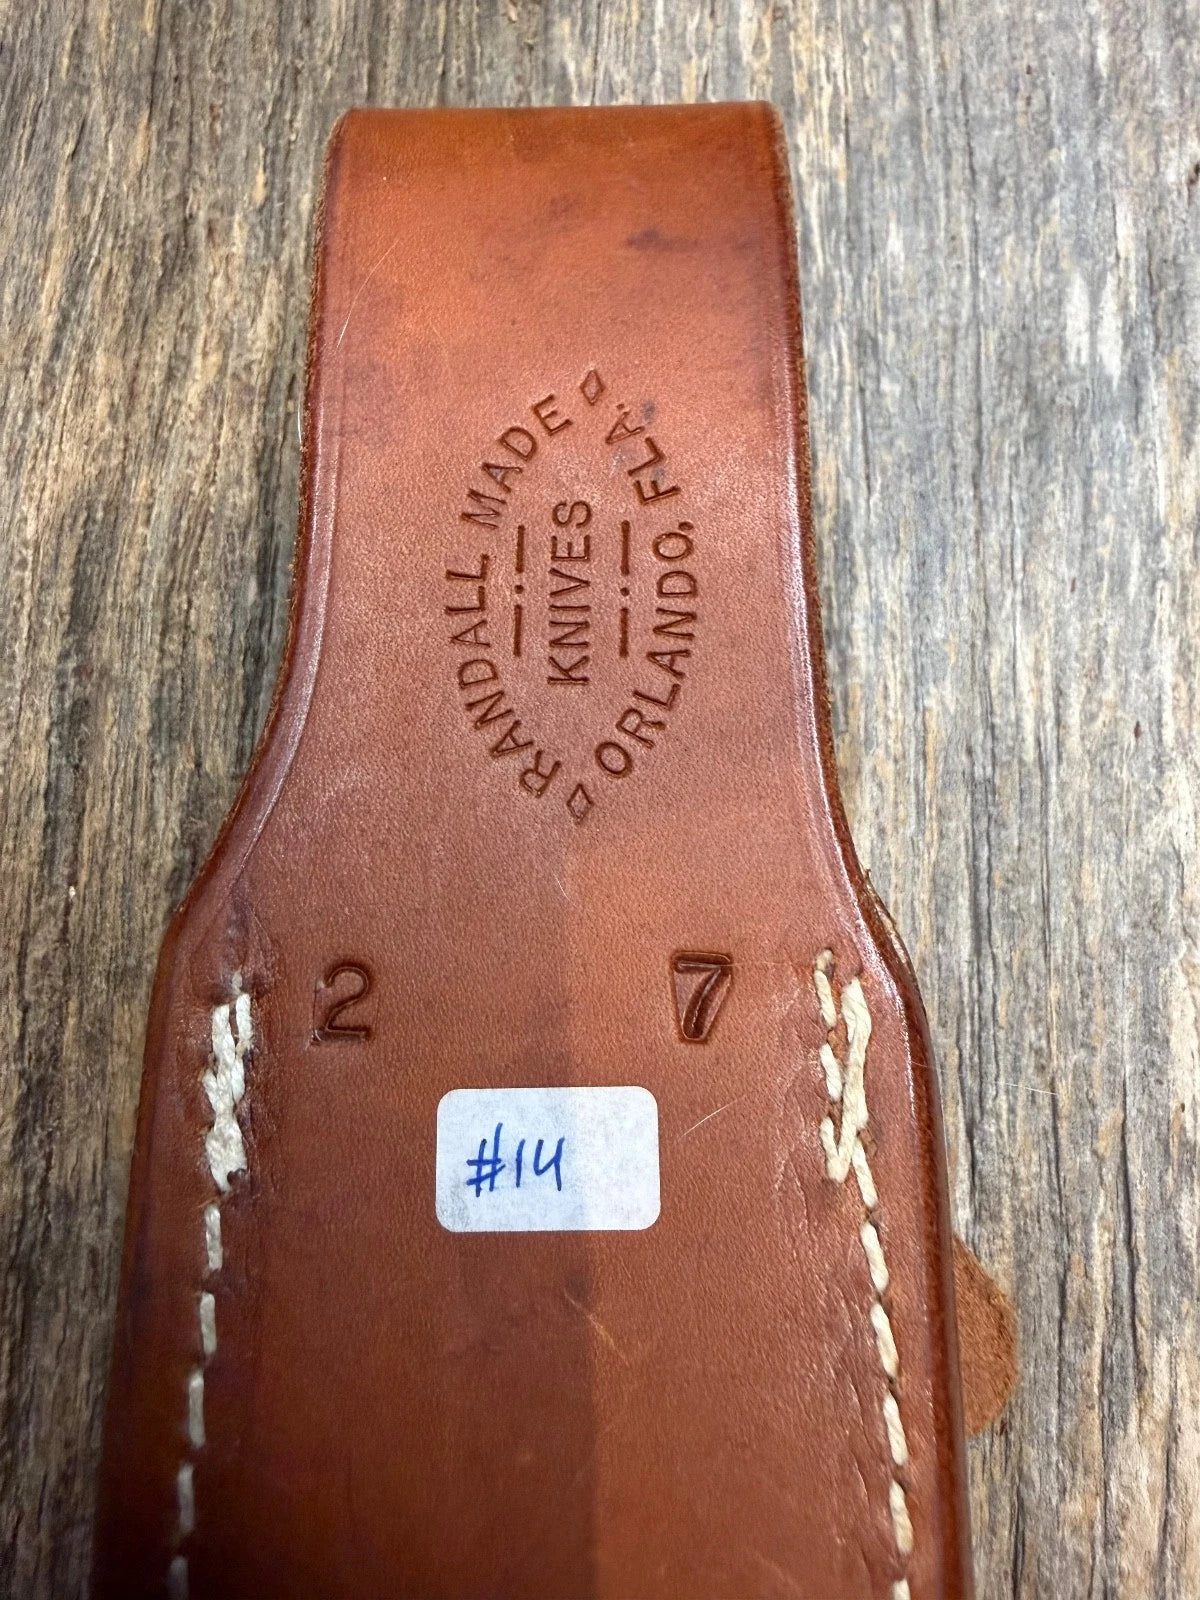 RANDALL MADE
KNIVES
ORLANDO, FLA.
2 7
#14